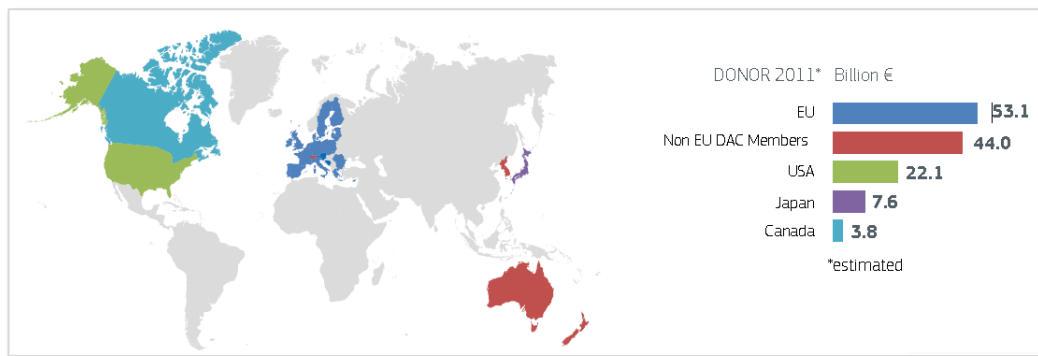 DONOR 2011* Billion €
EU 53.1
Non EU DAC Members 44.0
USA 22.1
Japan 7.6
Canada 3.8
*estimated